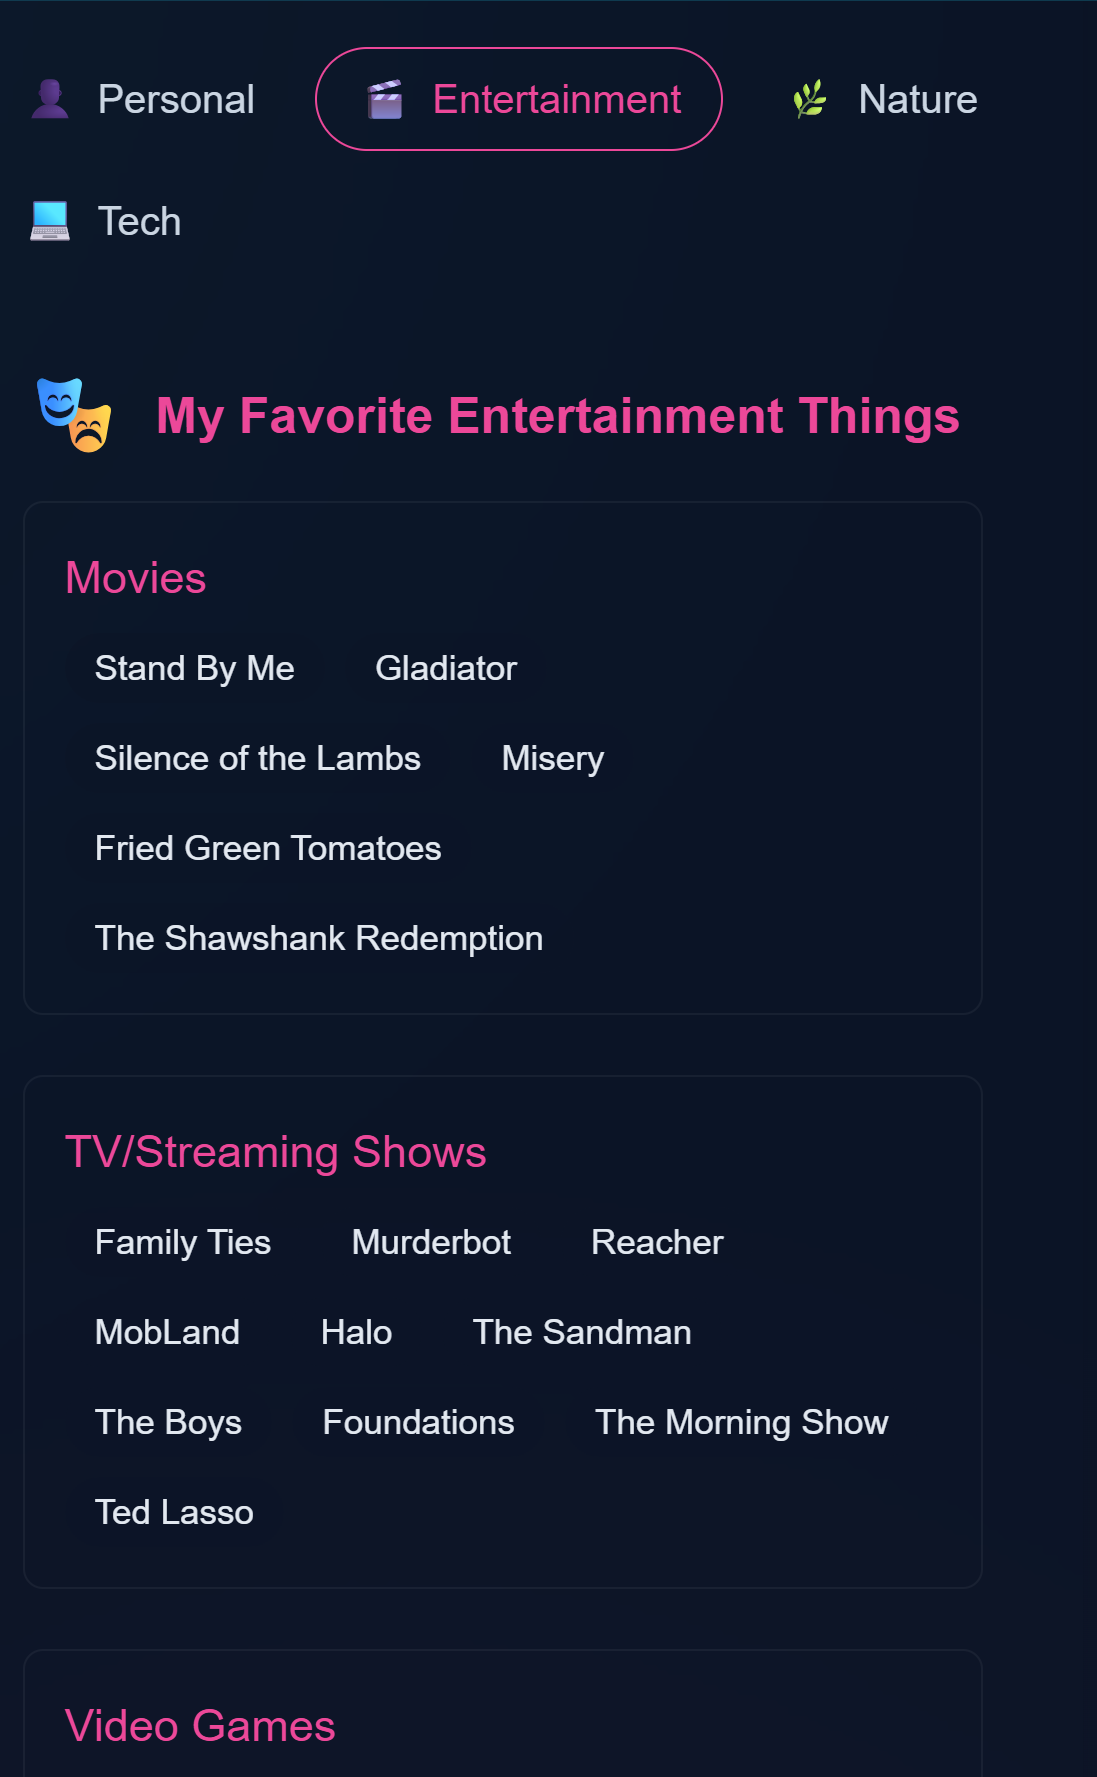 Personal Entertainment Nature
Tech
My Favorite Entertainment Things
Movies
Stand By Me Gladiator
Silence of the Lambs Misery
Fried Green Tomatoes
The Shawshank Redemption
TV/Streaming Shows
Family Ties Murderbot Reacher
MobLand Halo The Sandman
The Boys Foundations The Morning Show
Ted Lasso
Video Games